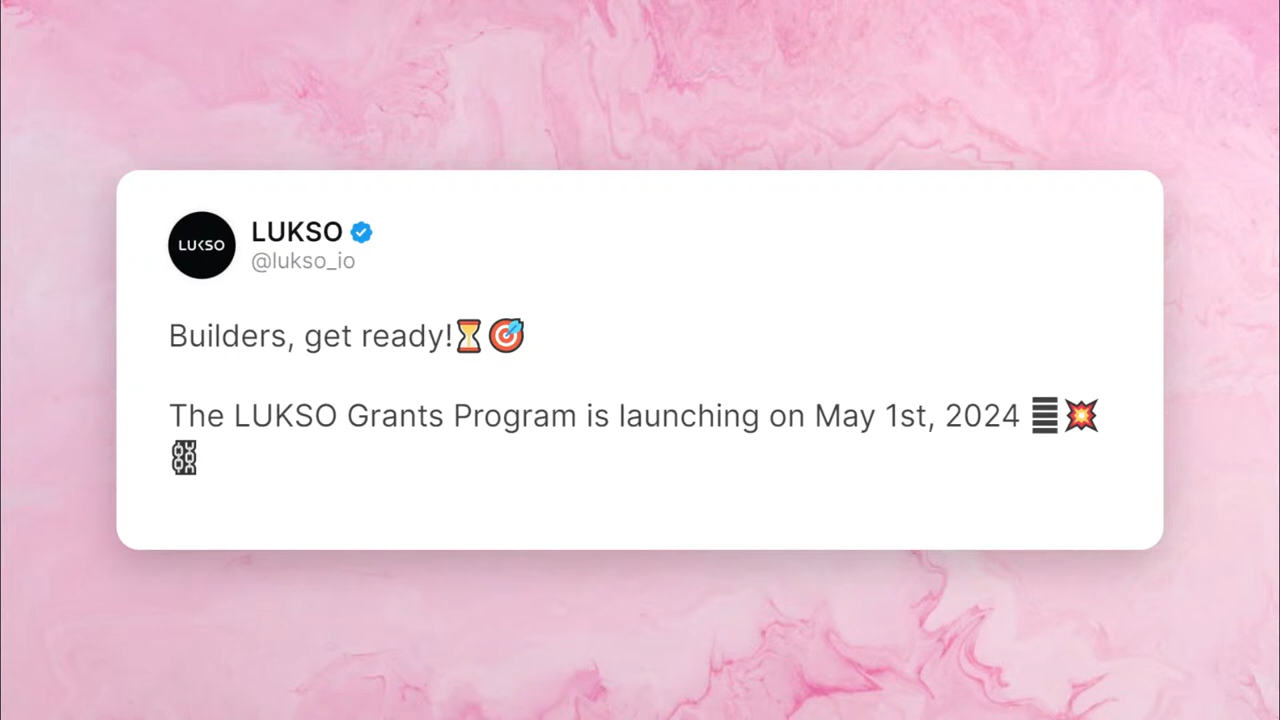 LUKSO
LUKSO
@lukso_io
Builders, get ready!⏳🎯
The LUKSO Grants Program is launching on May 1st, 2024 𝌆💥
⛓